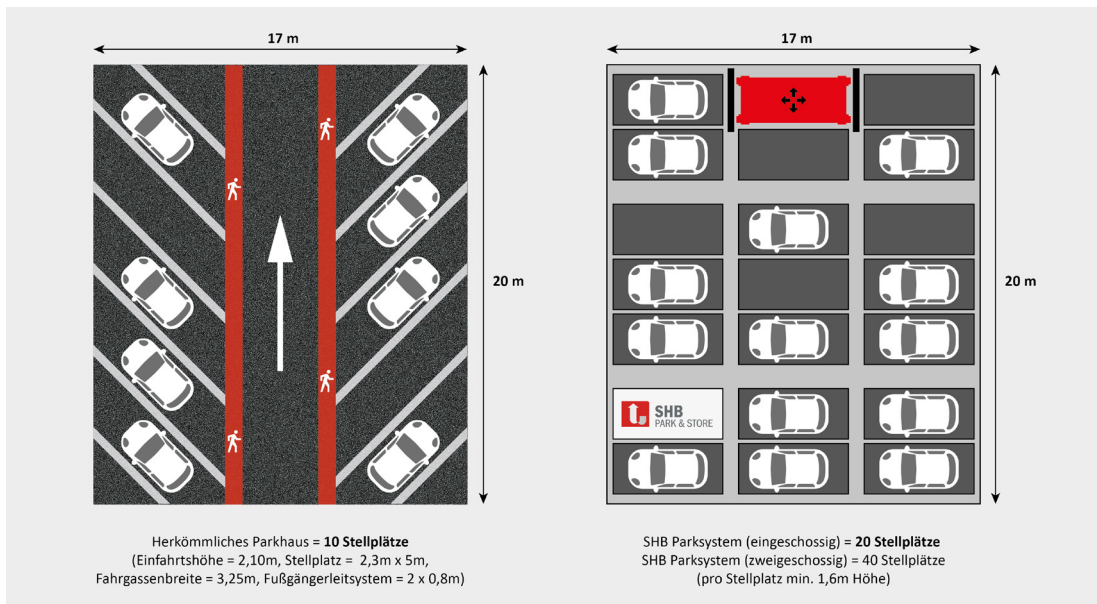 17 m
17 m
20 m
20 m
SHB
PARK & STORE
Herkömmliches Parkhaus = 10 Stellplätze
(Einfahrtshöhe = 2,10m, Stellplatz =  2,3m x 5m,
Fahrgassenbreite = 3,25m, Fußgängerleitsystem = 2 x 0,8m)
SHB Parksystem (eingeschossig) = 20 Stellplätze
SHB Parksystem (zweigeschossig) = 40 Stellplätze
(pro Stellplatz min. 1,6m Höhe)